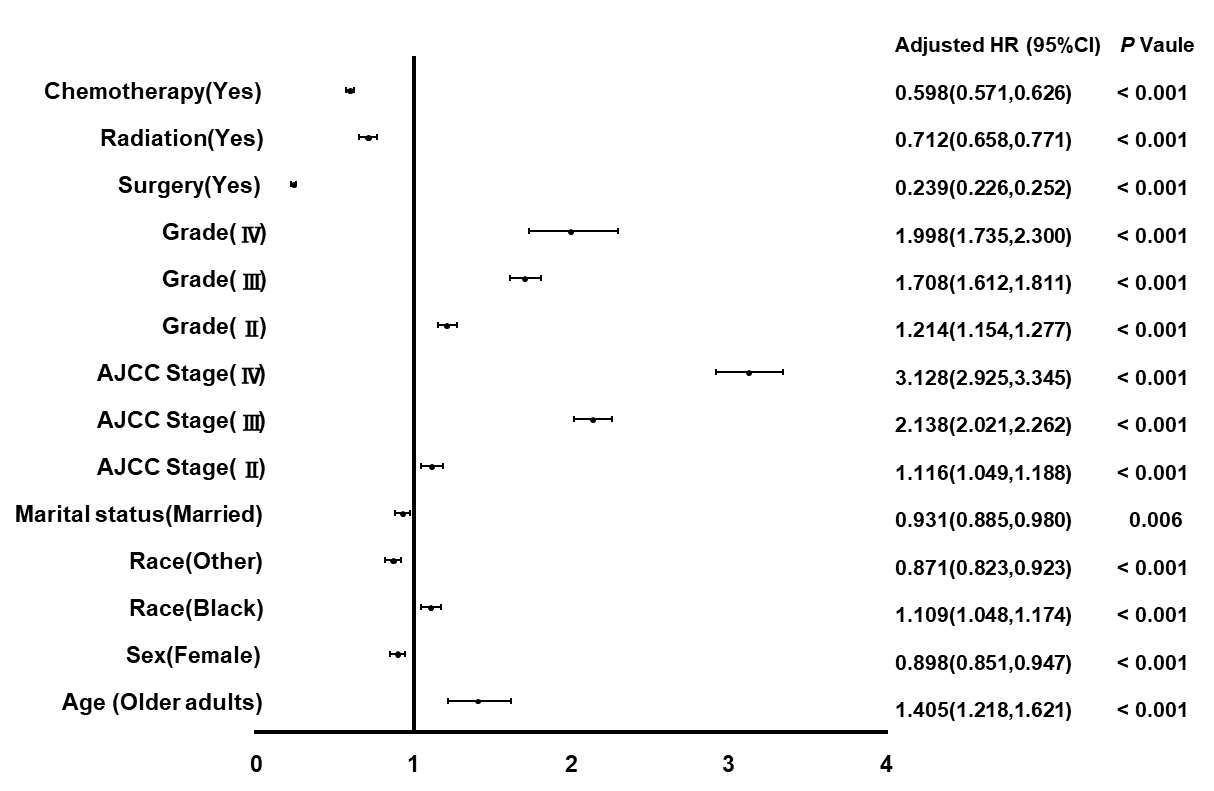 Adjusted HR (95%CI) P Vaule
Chemotherapy(Yes) 0.598(0.571,0.626) < 0.001
Radiation(Yes) 0.712(0.658,0.771) < 0.001
Surgery(Yes) 0.239(0.226,0.252) < 0.001
Grade( Ⅳ) 1.998(1.735,2.300) < 0.001
Grade( Ⅲ) 1.708(1.612,1.811) < 0.001
Grade( Ⅱ) 1.214(1.154,1.277) < 0.001
AJCC Stage( Ⅳ) 3.128(2.925,3.345) < 0.001
AJCC Stage( Ⅲ) 2.138(2.021,2.262) < 0.001
AJCC Stage( Ⅱ) 1.116(1.049,1.188) < 0.001
Marital status(Married) 0.931(0.885,0.980) 0.006
Race(Other) 0.871(0.823,0.923) < 0.001
Race(Black) 1.109(1.048,1.174) < 0.001
Sex(Female) 0.898(0.851,0.947) < 0.001
Age (Older adults) 1.405(1.218,1.621) < 0.001
0 1 2 3 4